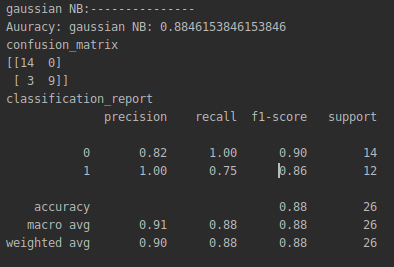 gaussian NB:---------------
Auuracy: gaussian NB: 0.8846153846153846
confusion_matrix
[[14  0]
 [ 3  9]]
classification_report
              precision    recall  f1-score   support

           0       0.82      1.00      0.90        14
           1       1.00      0.75      0.86        12

    accuracy                           0.88        26
   macro avg       0.91      0.88      0.88        26
weighted avg       0.90      0.88      0.88        26